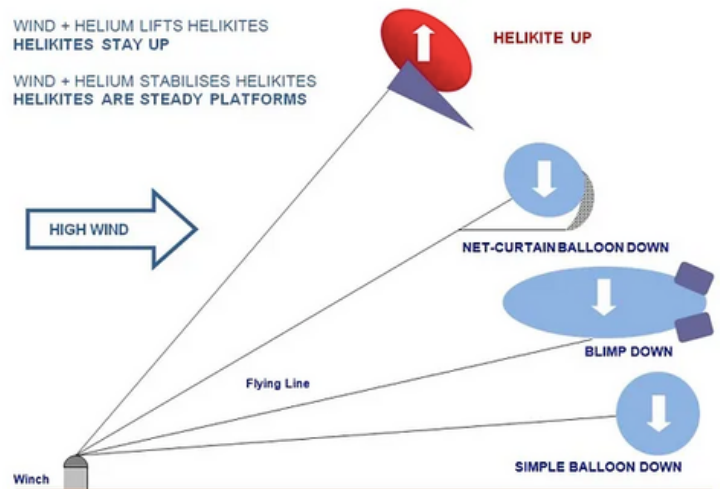 WIND + HELIUM LIFTS HELIKITES
HELIKITES STAY UP
WIND + HELIUM STABILISES HELIKITES
HELIKITES ARE STEADY PLATFORMS
HELIKITE UP
HIGH WIND
NET-CURTAIN BALLOON DOWN
BLIMP DOWN
Flying Line
SIMPLE BALLOON DOWN
Winch